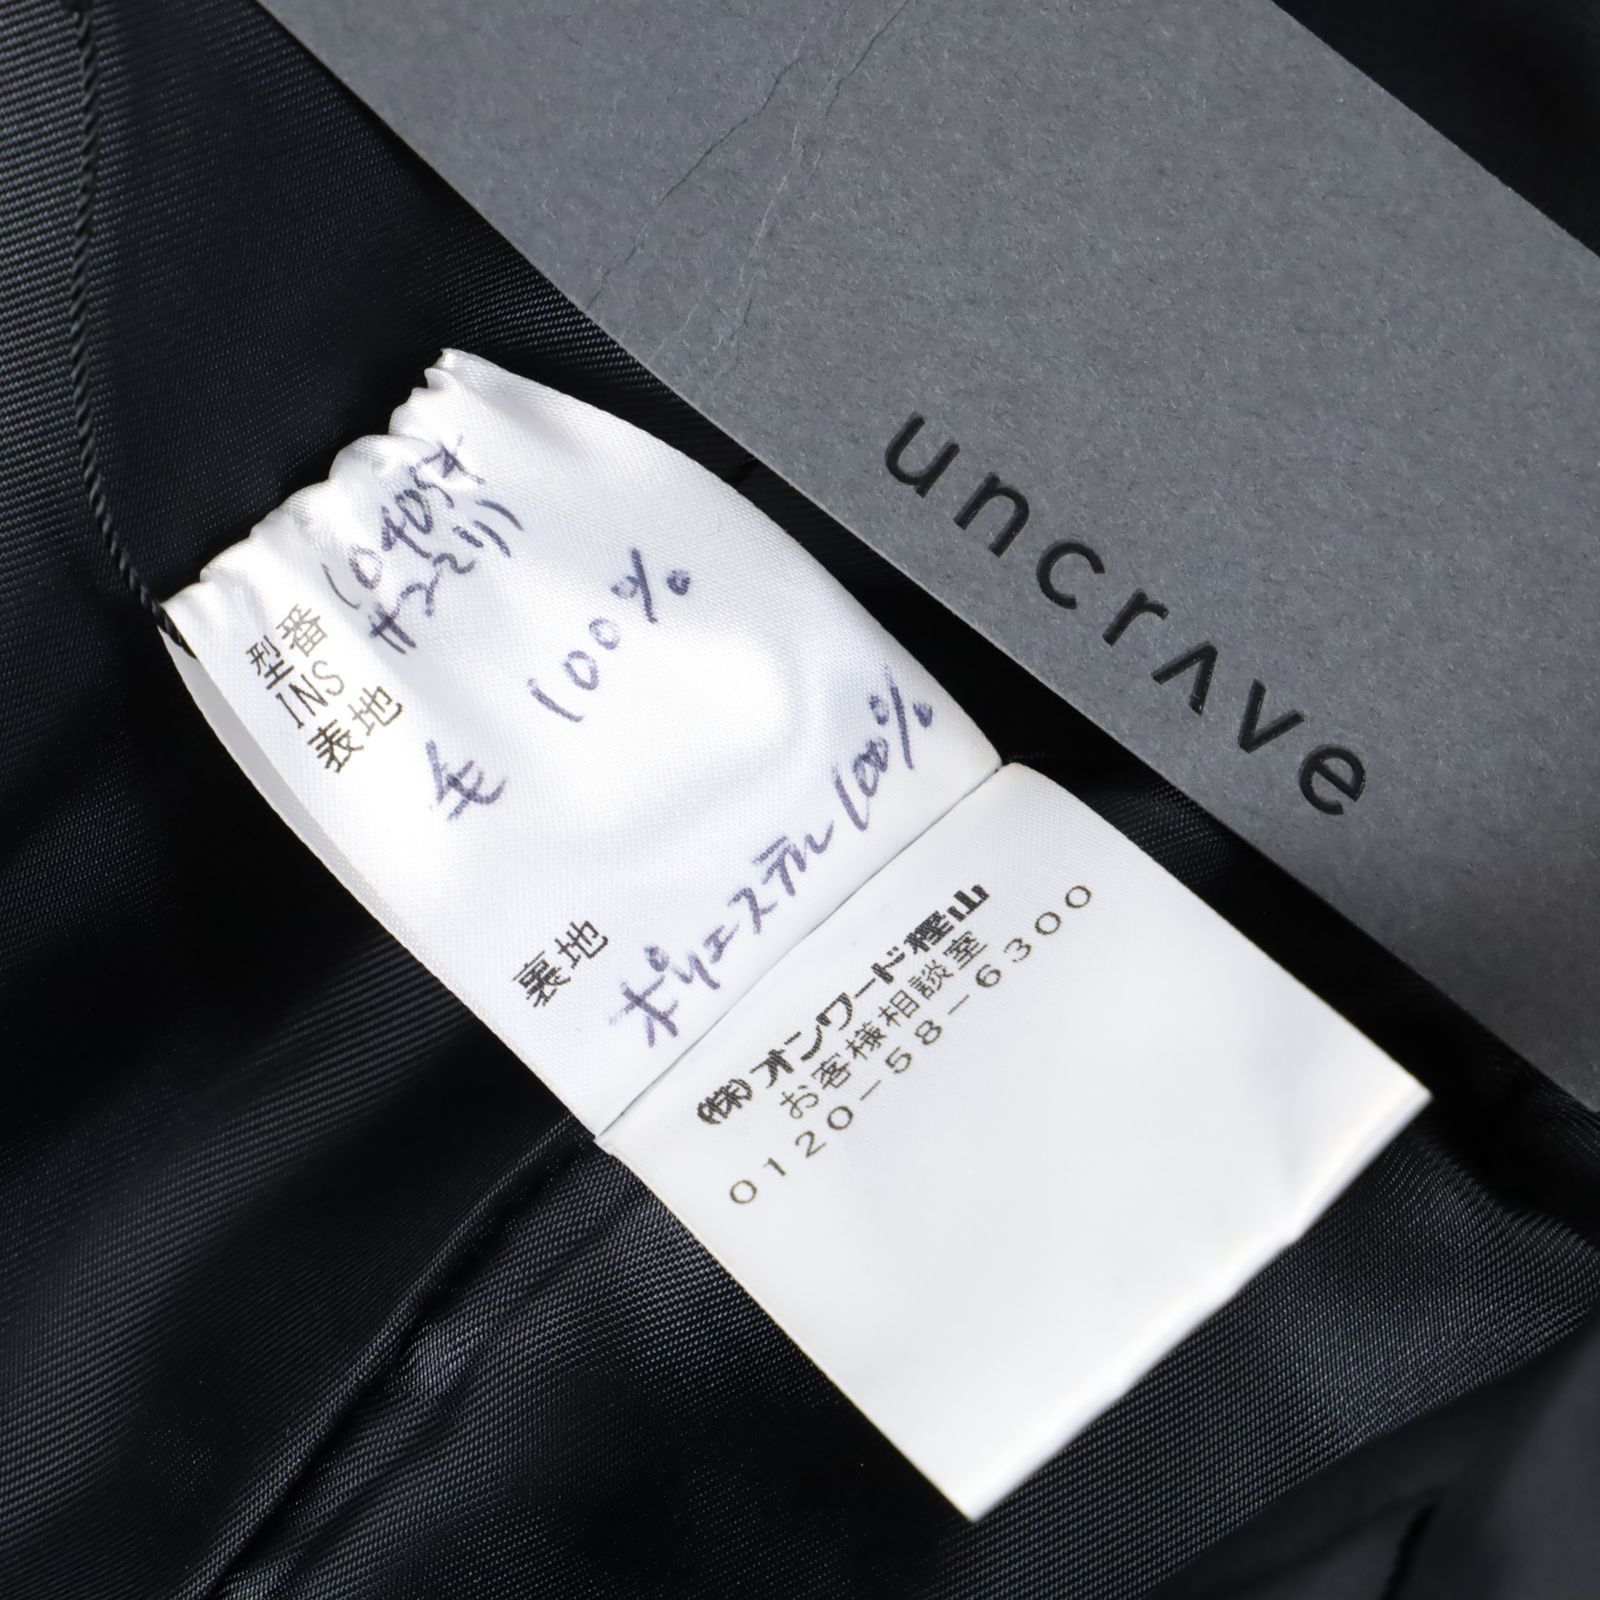 uncrave
型番
INS
表地
毛 100%
裏地
ポリエステル 100%
(株)オンワード樫山
お客様相談室
0120-58-6300